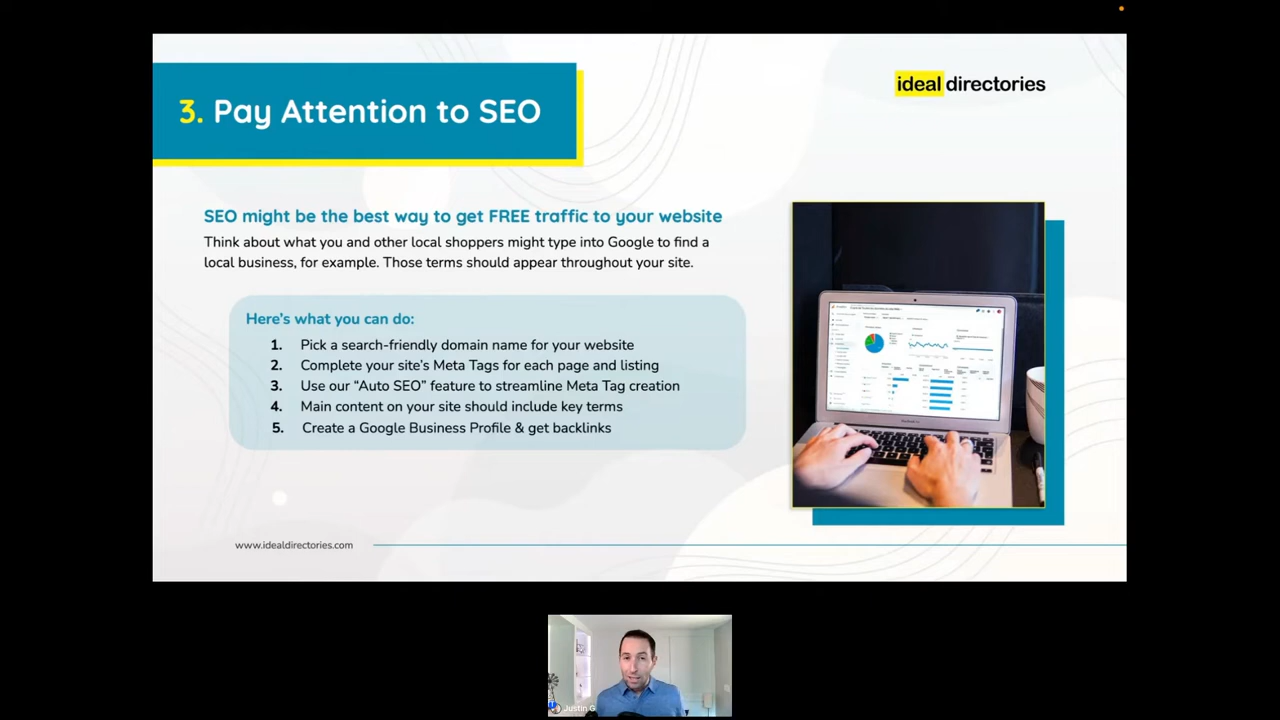 3. Pay Attention to SEO
ideal directories
SEO might be the best way to get FREE traffic to your website
Think about what you and other local shoppers might type into Google to find a
local business, for example. Those terms should appear throughout your site.
Here's what you can do:
1. Pick a search-friendly domain name for your website
2. Complete your site's Meta Tags for each page and listing
3. Use our “Auto SEO” feature to streamline Meta Tag creation
4. Main content on your site should include key terms
5. Create a Google Business Profile & get backlinks
www.idealdirectories.com
Justin G